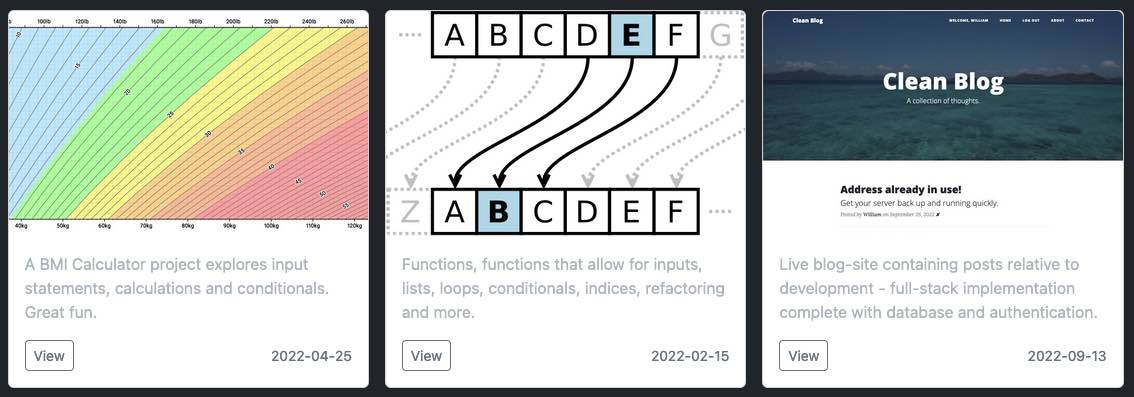 100lb 120lb 140lb 160lb 180lb 200lb 220lb 240lb 260lb
15
20
25
30
35
40
45
50
55
40kg 50kg 60kg 70kg 80kg 90kg 100kg 110kg 120kg
A BMI Calculator project explores input
statements, calculations and conditionals.
Great fun.
View 2022-04-25
A B C D E F G
Z A B C D E F
Functions, functions that allow for inputs,
lists, loops, conditionals, indices, refactoring
and more.
View 2022-02-15
Clean Blog WELCOME, WILLIAM HOME LOG OUT ABOUT CONTACT
Clean Blog
A collection of thoughts.
Address already in use!
Get your server back up and running quickly.
Posted by William on September 28, 2022 ✘
Live blog-site containing posts relative to
development - full-stack implementation
complete with database and authentication.
View 2022-09-13